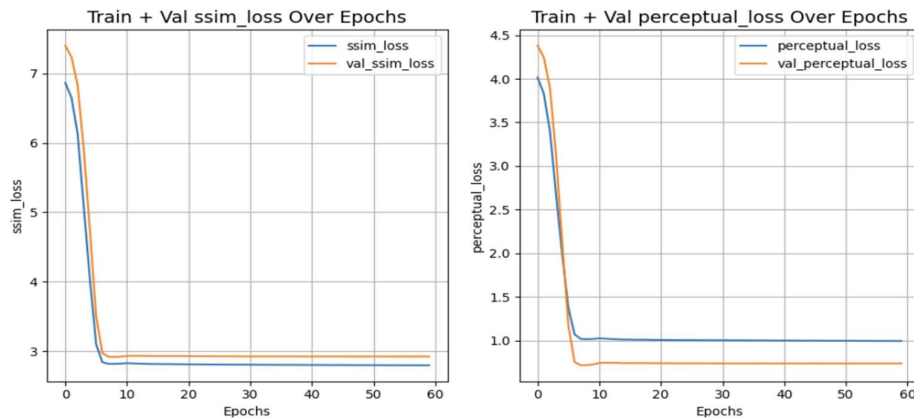 Train + Val ssim_loss Over Epochs
ssim_loss
val_ssim_loss
7
6
5
4
3
ssim_loss
0
10
20
30
40
50
60
Epochs
Train + Val perceptual_loss Over Epochs
perceptual_loss
val_perceptual_loss
4.5
4.0
3.5
3.0
2.5
2.0
1.5
1.0
perceptual_loss
0
10
20
30
40
50
60
Epochs